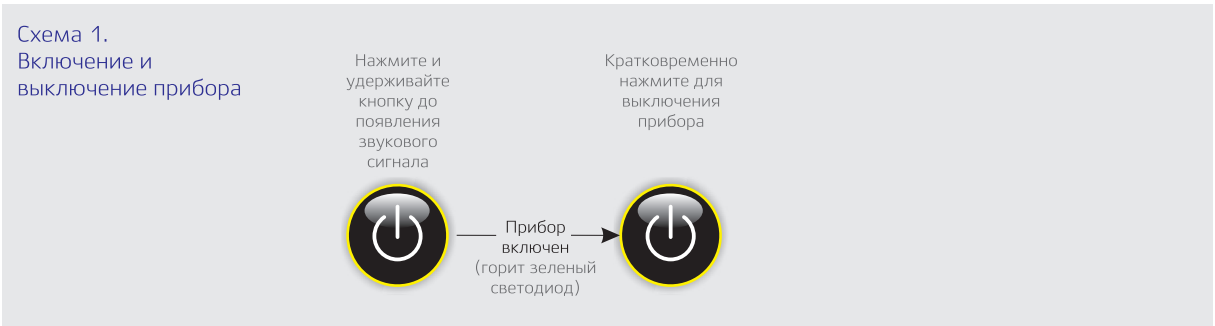 Схема 1.
Включение и
выключение прибора
Нажмите и
удерживайте
кнопку до
появления
звукового
сигнала
Кратковременно
нажмите для
выключения
прибора
Прибор
включен
(горит зеленый
светодиод)